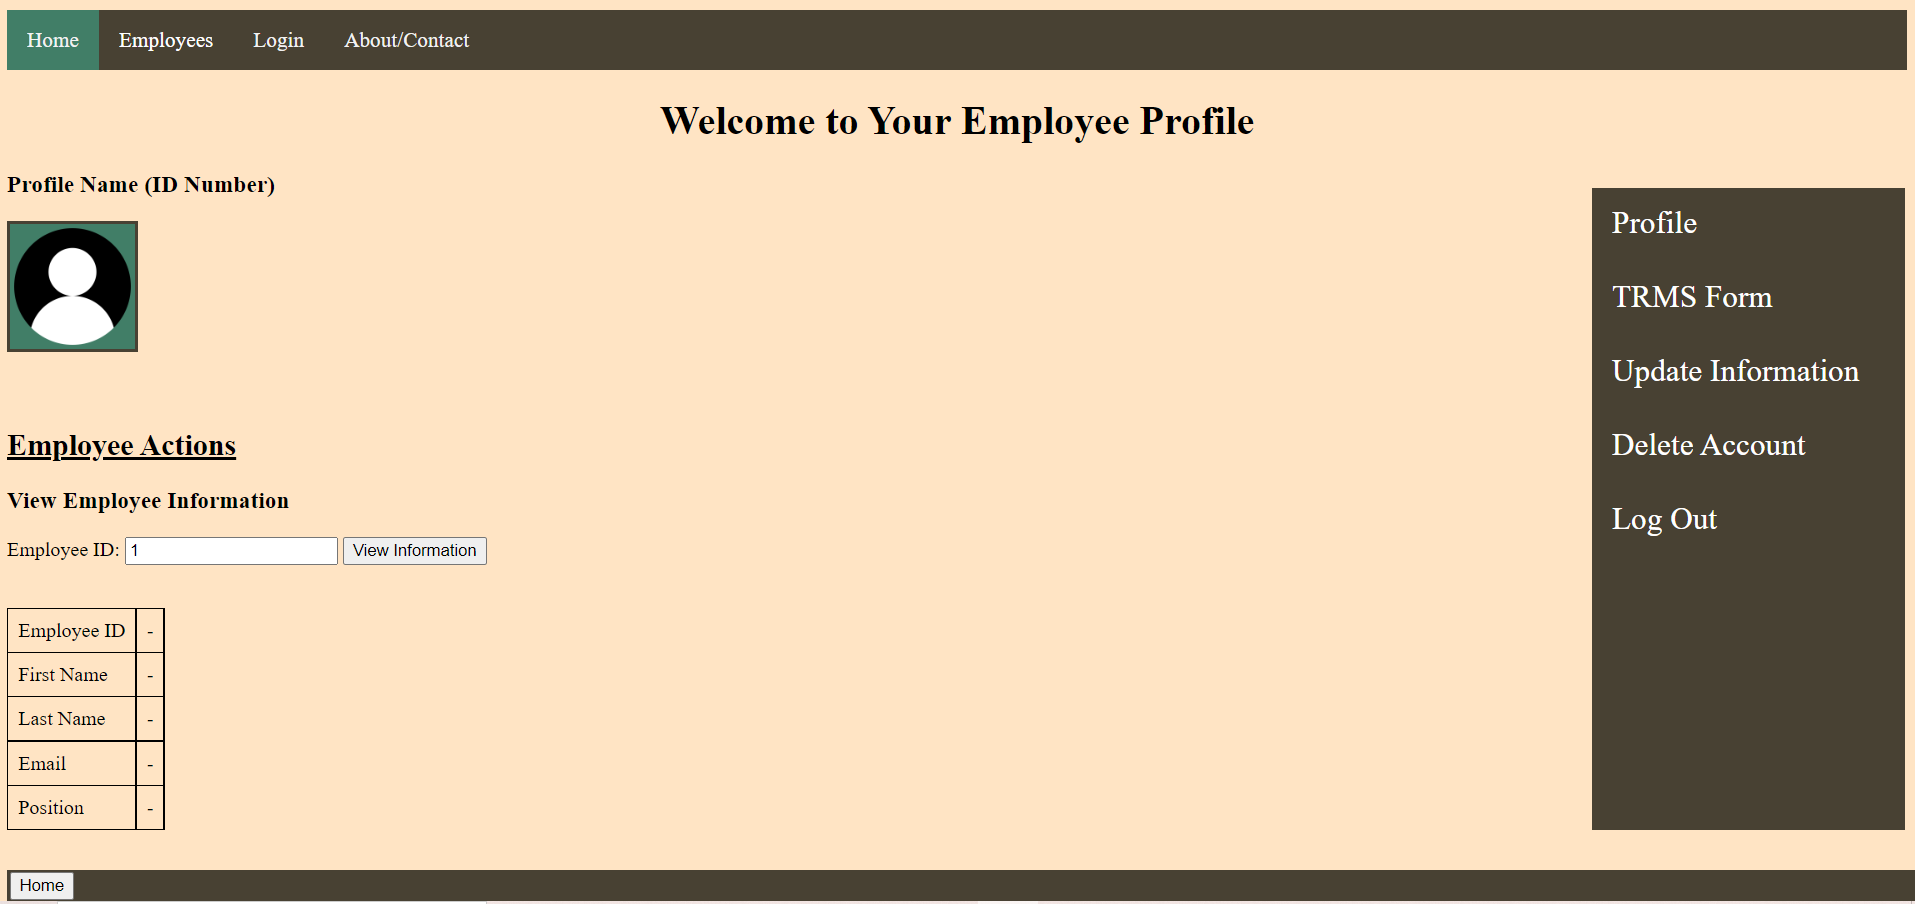 Home Employees Login About/Contact
Welcome to Your Employee Profile
Profile Name (ID Number)
Profile
TRMS Form
Update Information
Delete Account
Log Out
Employee Actions
View Employee Information
Employee ID: 1 View Information
Employee ID -
First Name -
Last Name -
Email -
Position -
Home